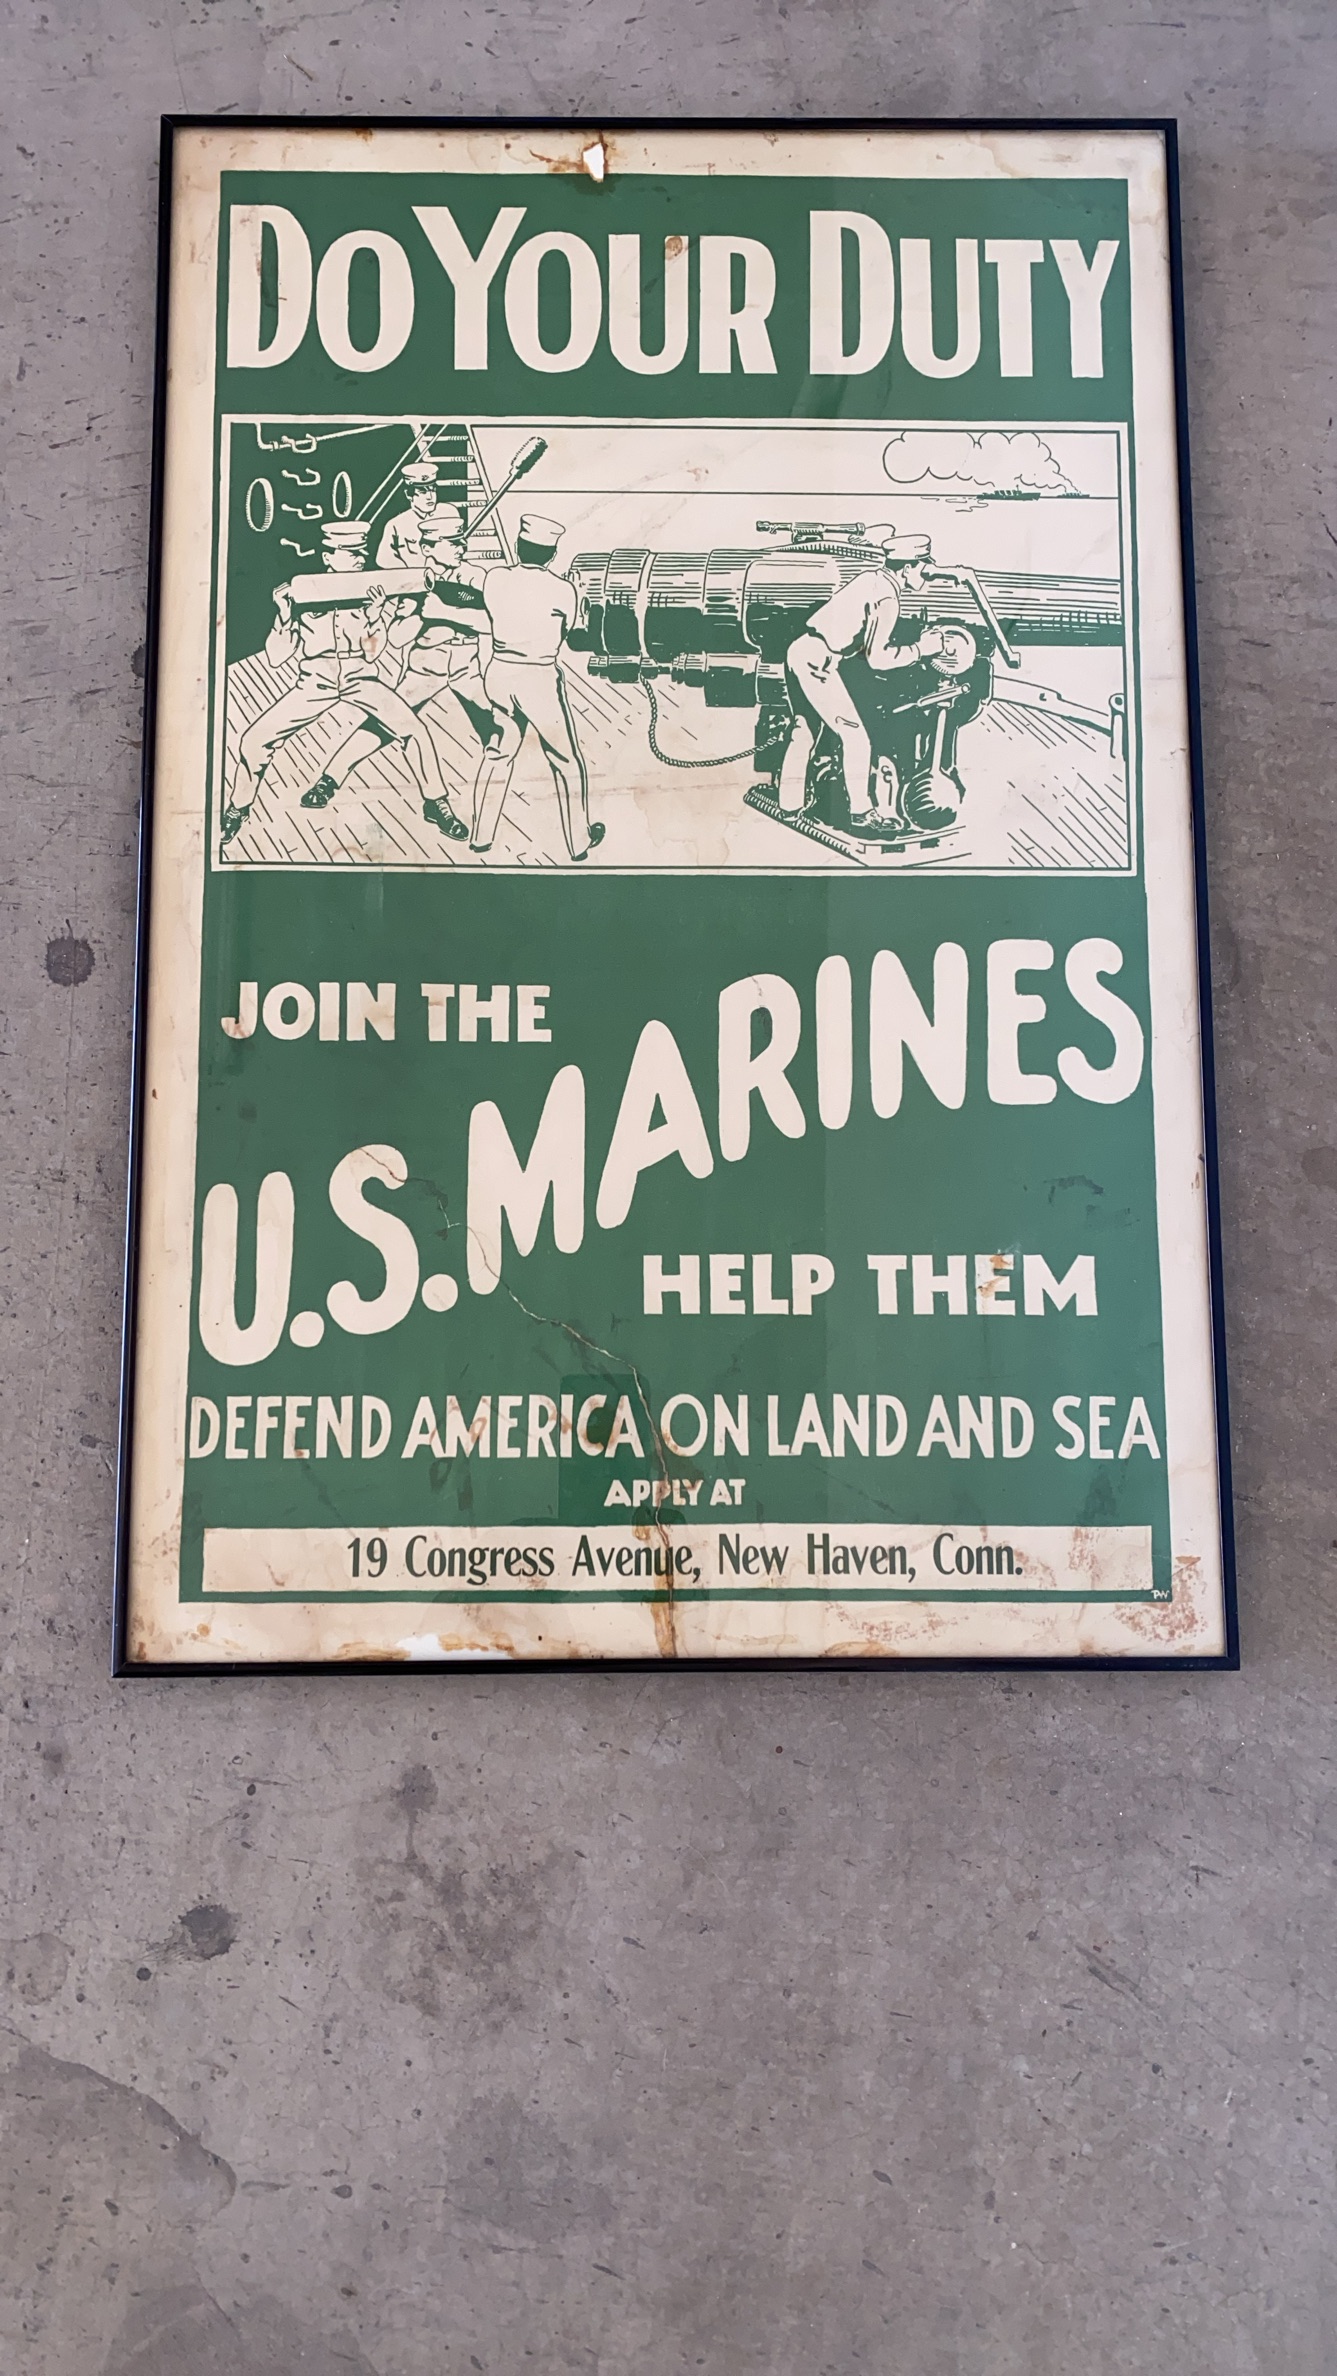 DO YOUR DUTY
JOIN THE
U.S. MARINES
HELP THEM
DEFEND AMERICA ON LAND AND SEA
APPLY AT
19 Congress Avenue, New Haven, Conn.